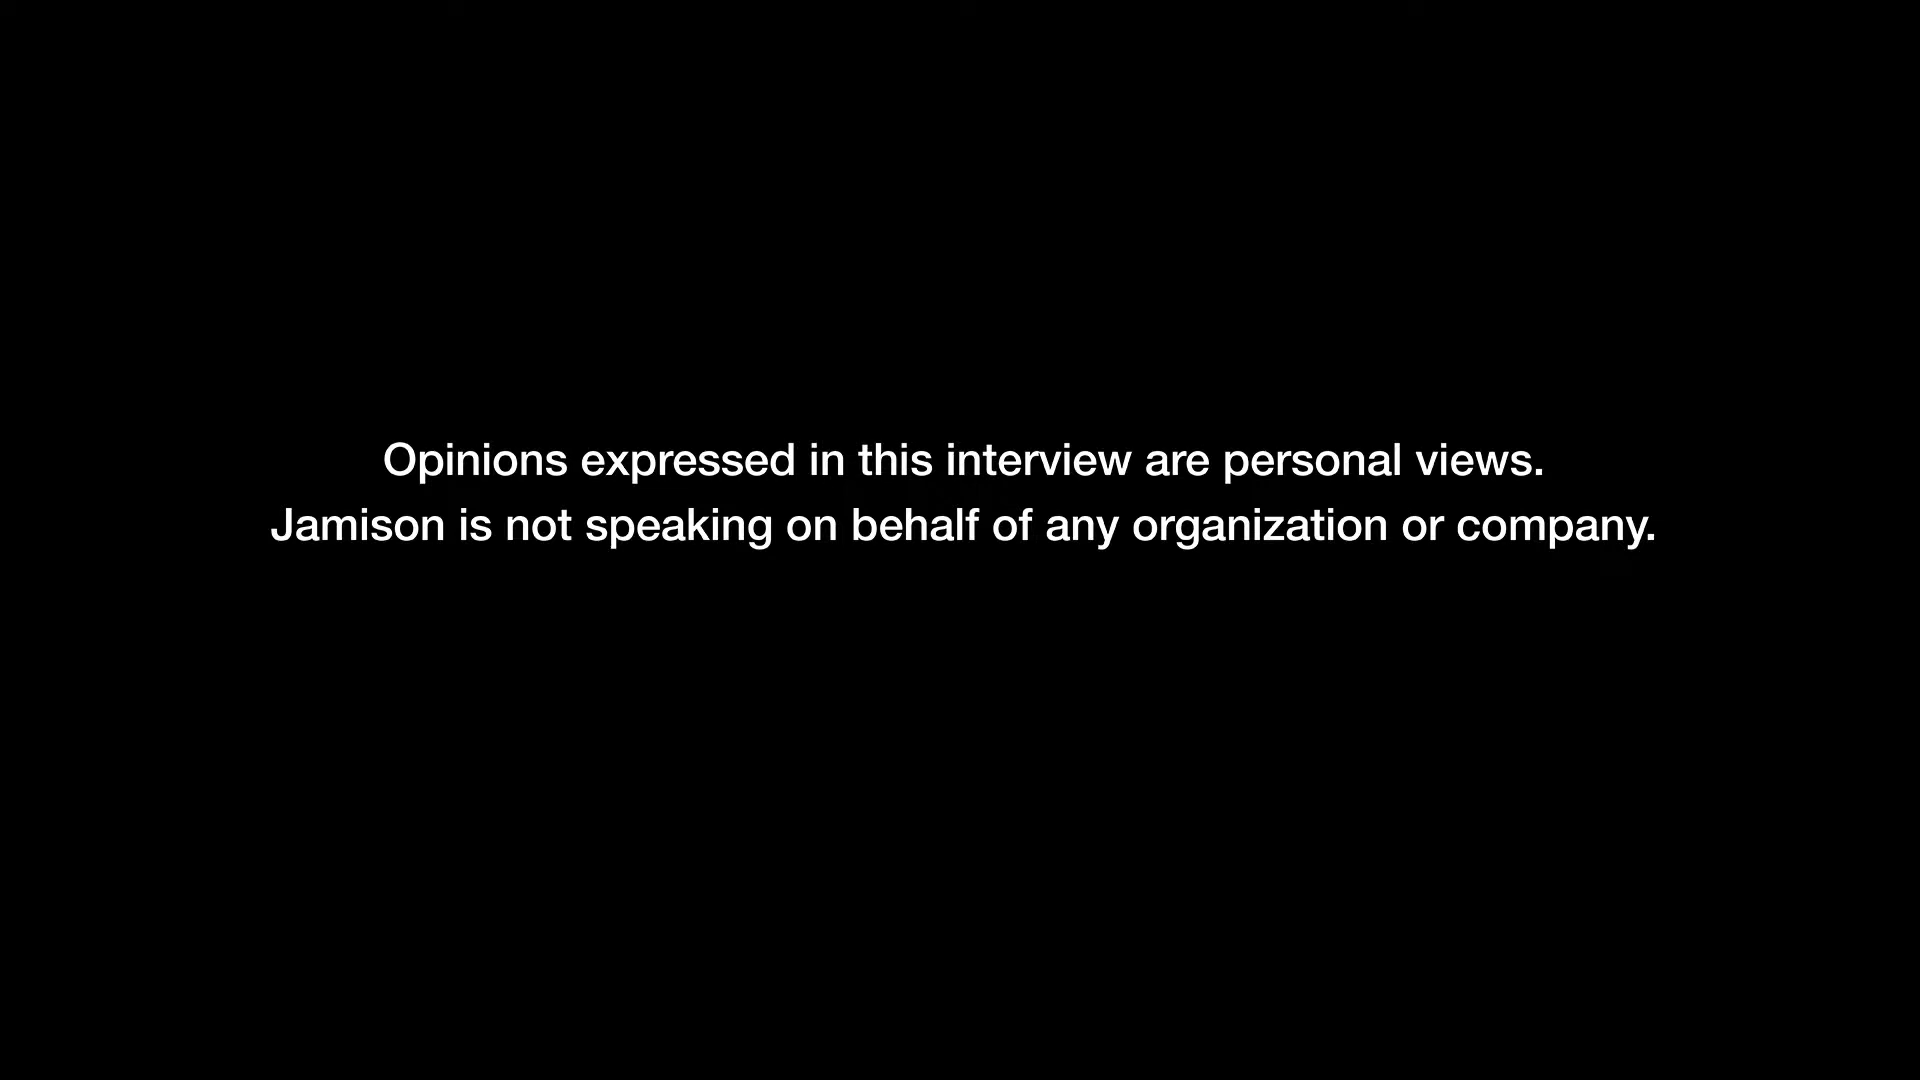 Opinions expressed in this interview are personal views.
Jamison is not speaking on behalf of any organization or company.